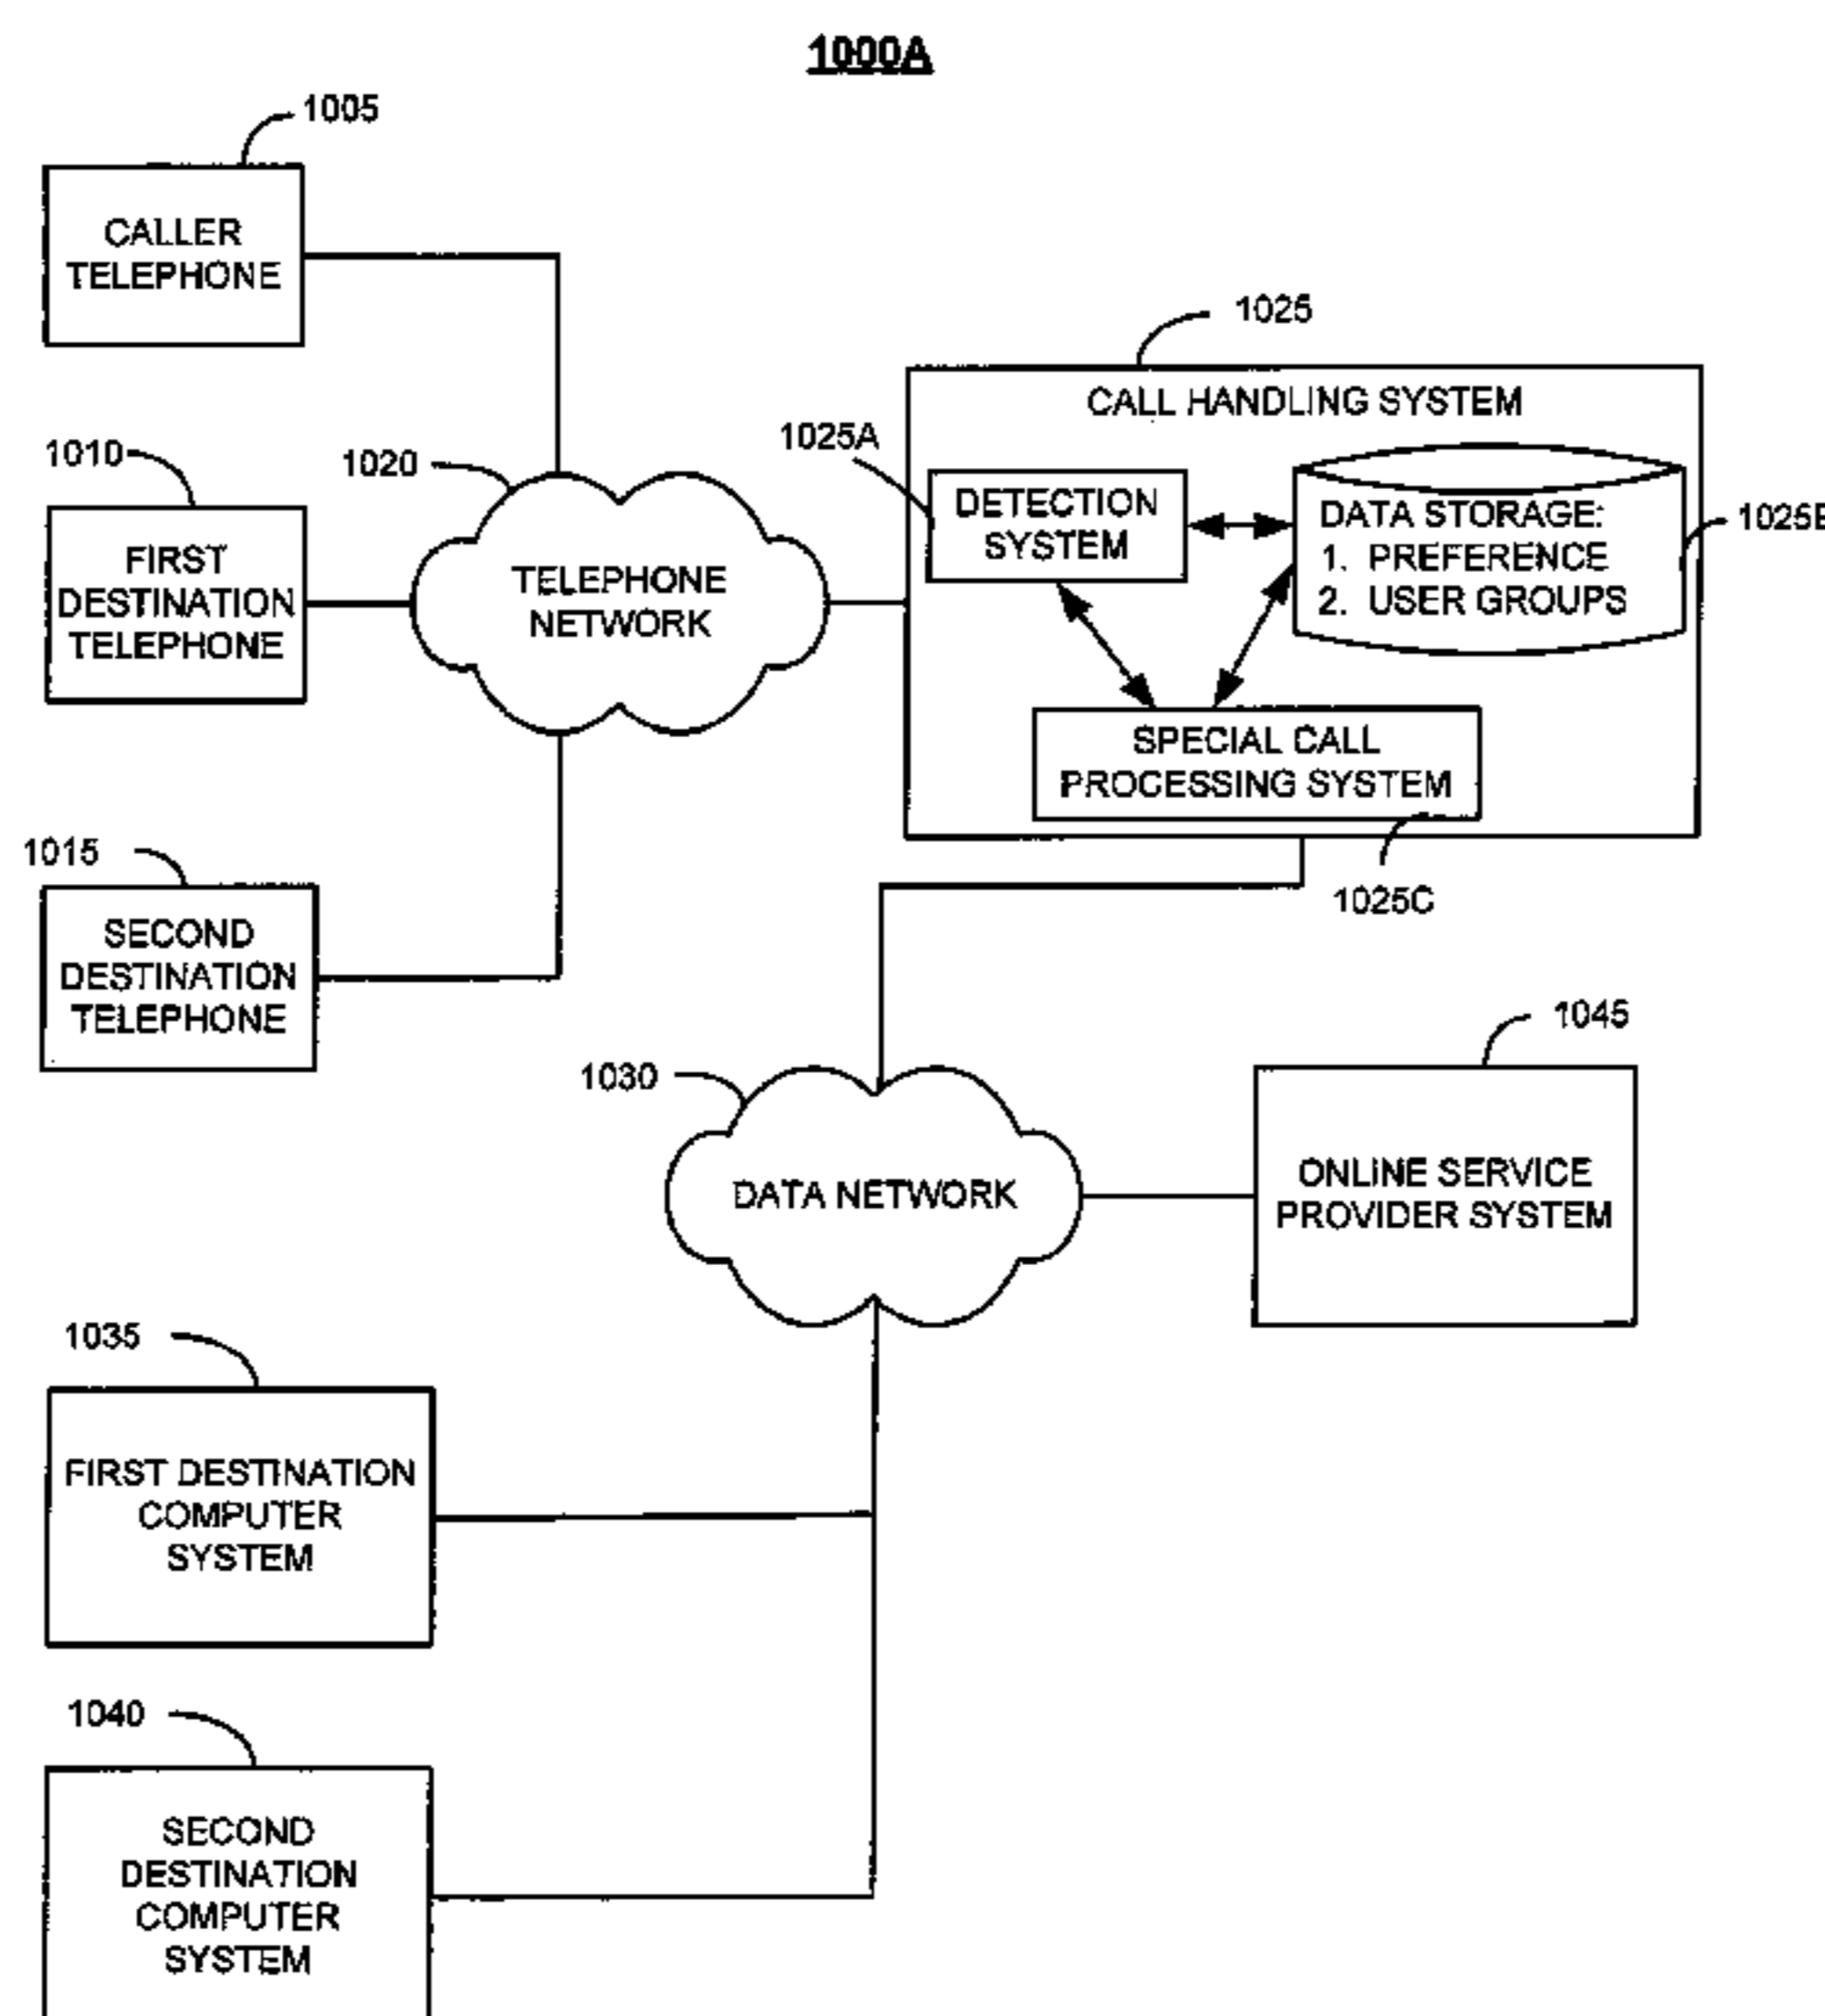 1000A
1005
CALLER
TELEPHONE
1025
CALL HANDLING SYSTEM
1010
1020
1025A
FIRST
DESTINATION
TELEPHONE
TELEPHONE
NETWORK
DETECTION
SYSTEM
DATA STORAGE:
1. PREFERENCE
2. USER GROUPS
1025B
SPECIAL CALL
PROCESSING SYSTEM
1025C
1015
SECOND
DESTINATION
TELEPHONE
1030
1045
DATA NETWORK
ONLINE SERVICE
PROVIDER SYSTEM
1035
FIRST DESTINATION
COMPUTER
SYSTEM
1040
SECOND
DESTINATION
COMPUTER
SYSTEM